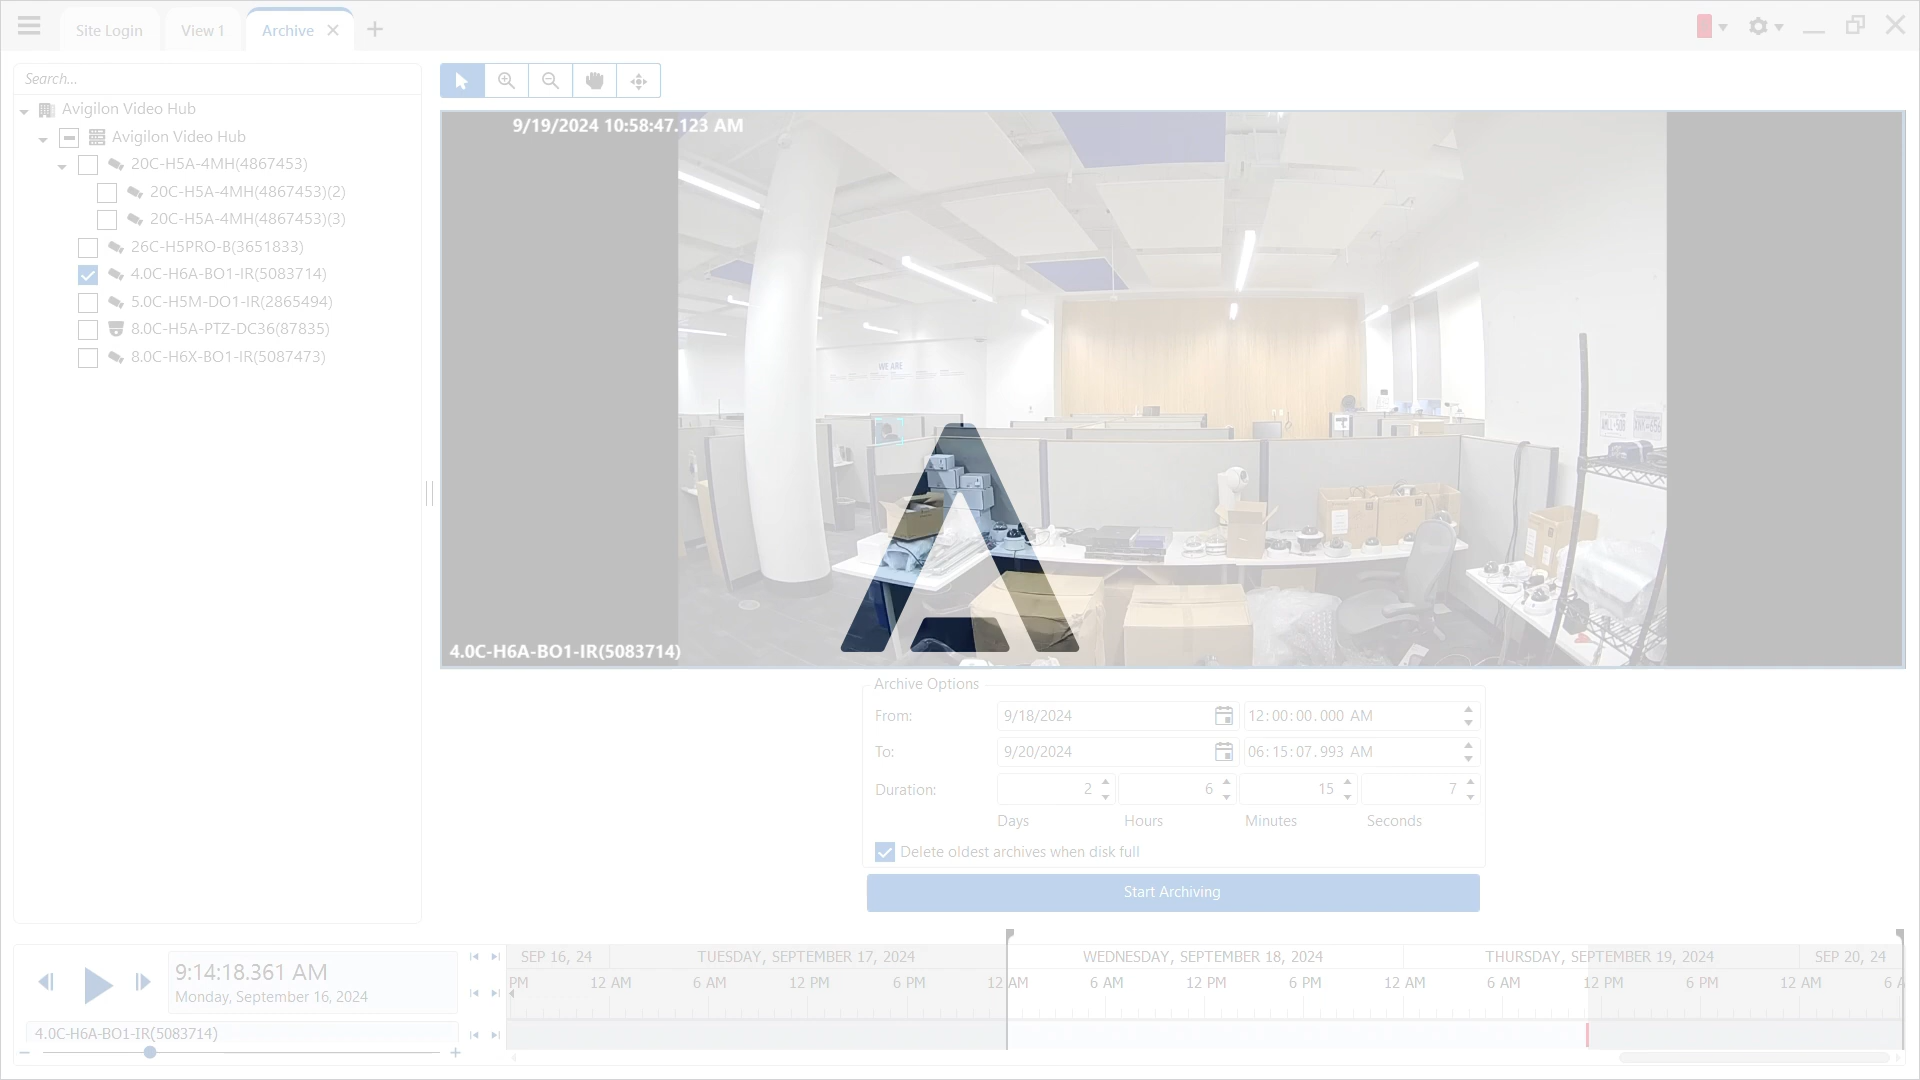 Site Login
View 1
Archive
Search...
Avigilon Video Hub
Avigilon Video Hub
20C-H5A-4MH(4867453)
20C-H5A-4MH(4867453)(2)
20C-H5A-4MH(4867453)(3)
26C-H5PRO-B(3651833)
4.0C-H6A-BO1-IR(5083714)
5.0C-H5M-DO1-IR(2865494)
8.0C-H5A-PTZ-DC36(87835)
8.0C-H6X-BO1-IR(5087473)
9/19/2024 10:58:47.123 AM
WE ARE
4.0C-H6A-BO1-IR(5083714)
Archive Options
From: 9/18/2024 12:00:00.000 AM
To: 9/20/2024 06:15:07.993 AM
Duration: 2 6 15 7
Days Hours Minutes Seconds
Delete oldest archives when disk full
Start Archiving
9:14:18.361 AM
Monday, September 16, 2024
4.0C-H6A-BO1-IR(5083714)
SEP 16, 24 TUESDAY, SEPTEMBER 17, 2024 WEDNESDAY, SEPTEMBER 18, 2024 THURSDAY, SEPTEMBER 19, 2024 SEP 20, 24
PM 12 AM 6 AM 12 PM 6 PM 12 AM 6 AM 12 PM 6 PM 12 AM 6 AM 12 PM 6 PM 12 AM 6 A